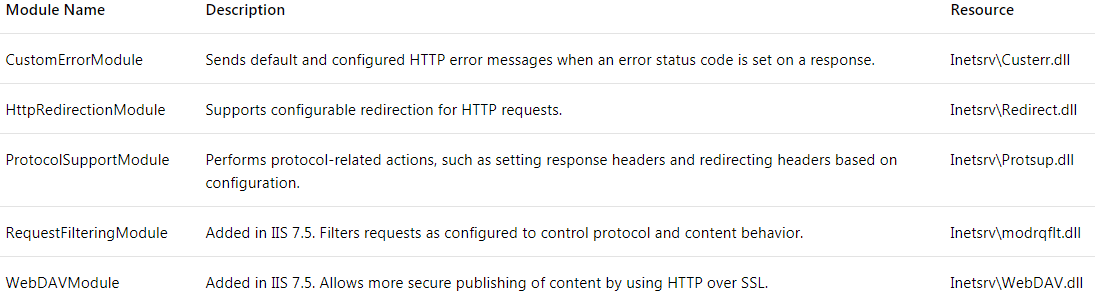 Module Name Description Resource
CustomErrorModule Sends default and configured HTTP error messages when an error status code is set on a response. Inetsrv\Custerr.dll
HttpRedirectionModule Supports configurable redirection for HTTP requests. Inetsrv\Redirect.dll
ProtocolSupportModule Performs protocol-related actions, such as setting response headers and redirecting headers based on Inetsrv\Protsup.dll
configuration.
RequestFilteringModule Added in IIS 7.5. Filters requests as configured to control protocol and content behavior. Inetsrv\modrqflt.dll
WebDAVModule Added in IIS 7.5. Allows more secure publishing of content by using HTTP over SSL. Inetsrv\WebDAV.dll